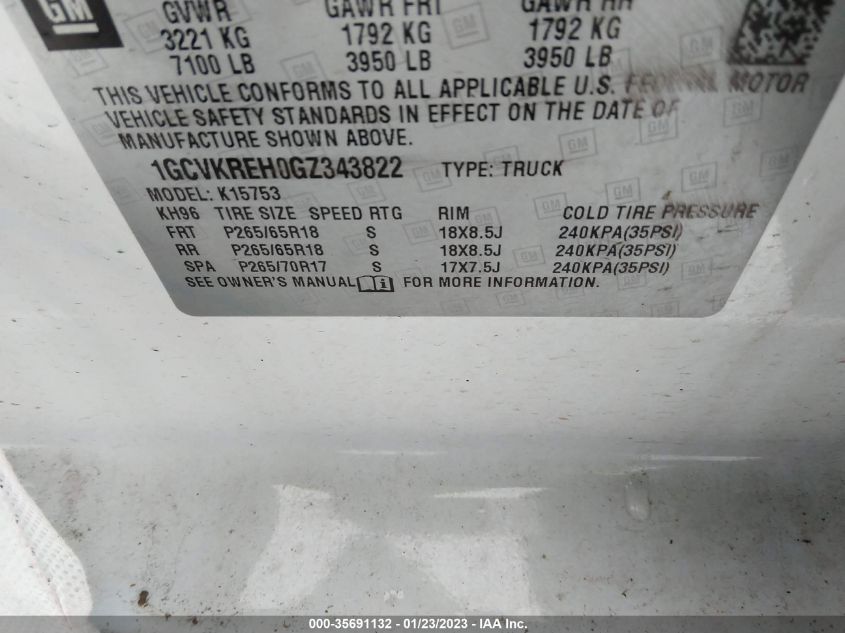 GM
GVWR GAWR FRT GAWR RR
3221 KG 1792 KG 1792 KG
7100 LB 3950 LB 3950 LB
THIS VEHICLE CONFORMS TO ALL APPLICABLE U.S. FEDERAL MOTOR
VEHICLE SAFETY STANDARDS IN EFFECT ON THE DATE OF
MANUFACTURE SHOWN ABOVE.
1GCVKREH0GZ343822 TYPE: TRUCK
MODEL: K15753
KH96 TIRE SIZE SPEED RTG RIM COLD TIRE PRESSURE
FRT P265/65R18 S 18X8.5J 240KPA(35PSI)
RR P265/65R18 S 18X8.5J 240KPA(35PSI)
SPA P265/70R17 S 17X7.5J 240KPA(35PSI)
SEE OWNER'S MANUAL i FOR MORE INFORMATION.
000-35691132 - 01/23/2023 - IAA Inc.